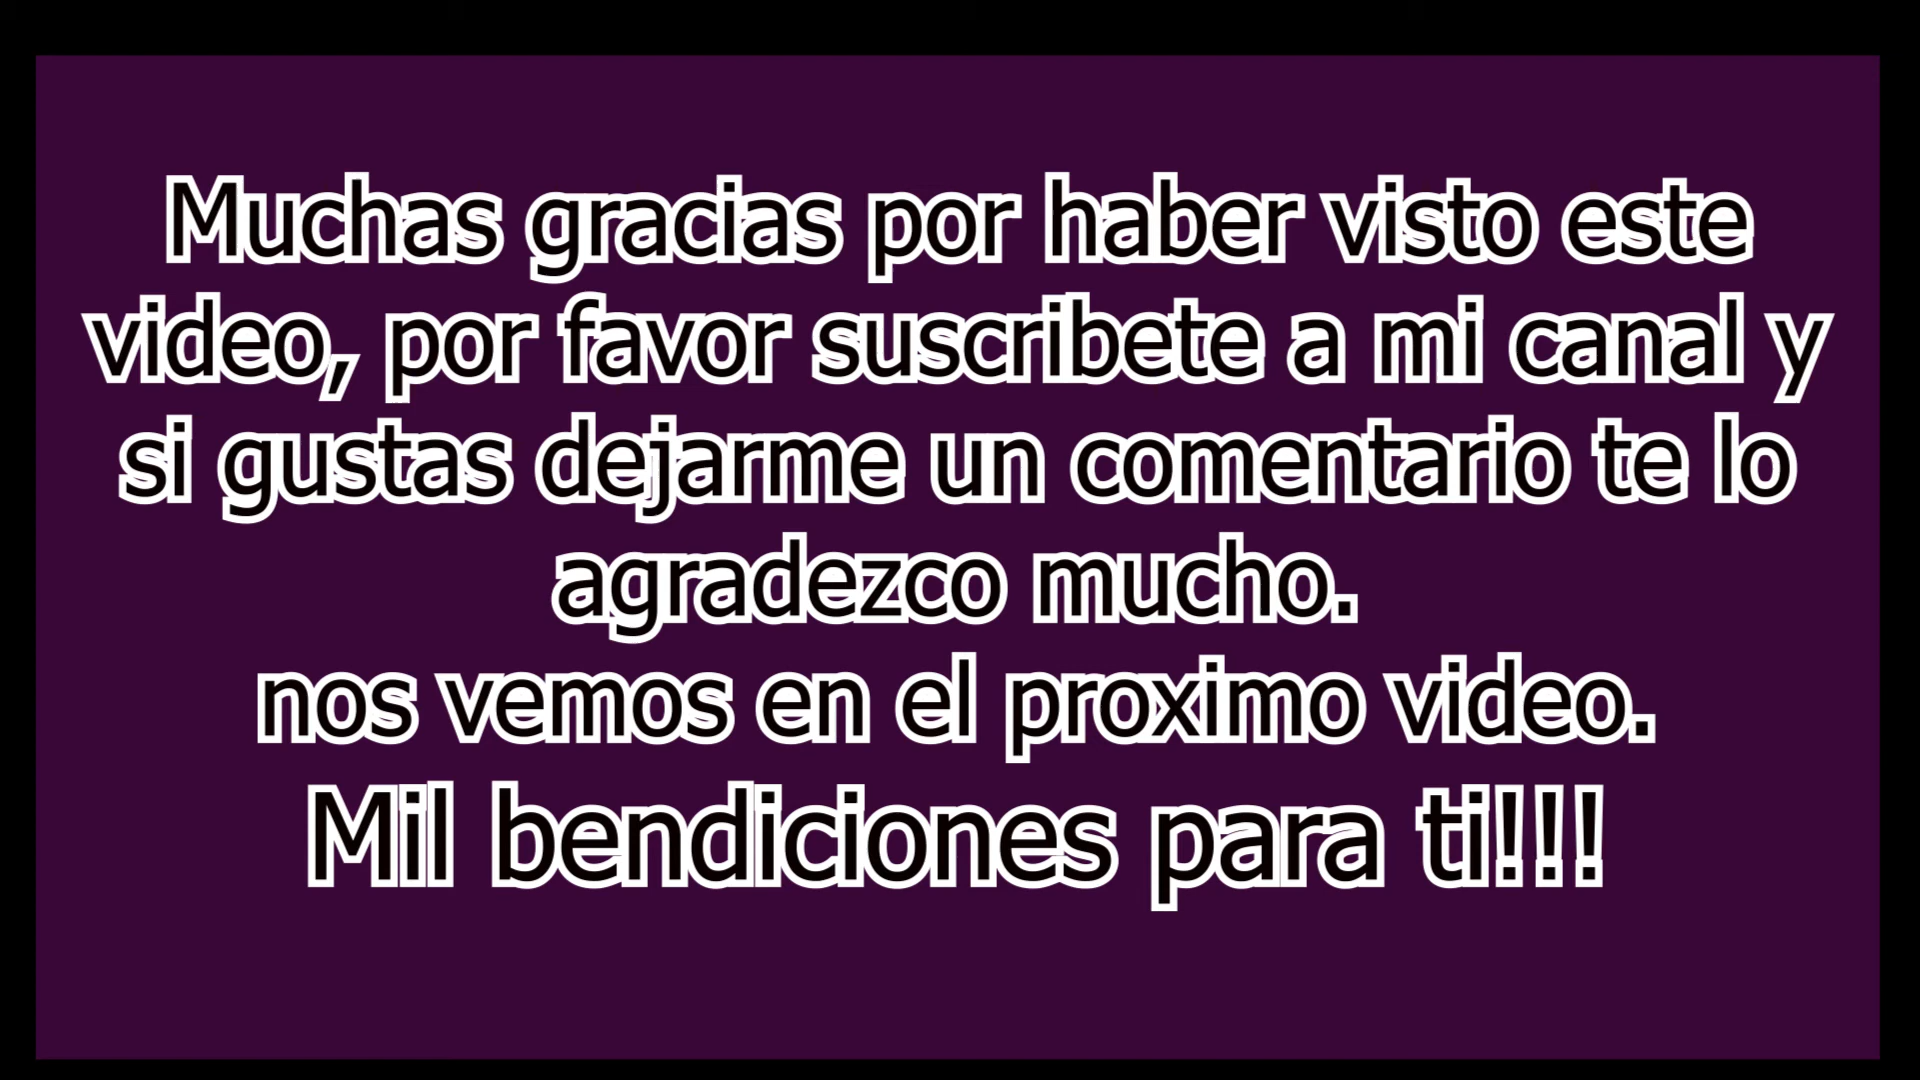 Muchas gracias por haber visto este
video, por favor suscribete a mi canal y
si gustas dejarme un comentario te lo
agradezco mucho.
nos vemos en el proximo video.
Mil bendiciones para ti!!!